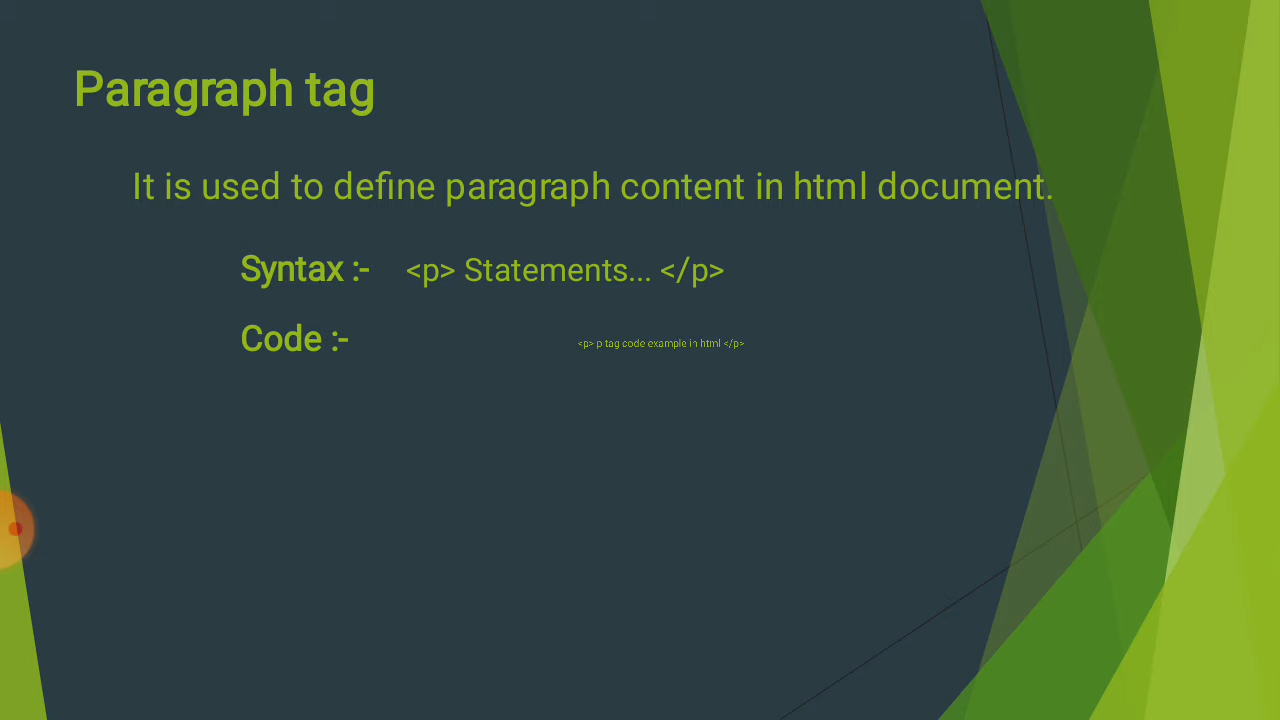 Paragraph tag
It is used to define paragraph content in html document.
Syntax :- <p> Statements... </p>
Code :- <p> p tag code example in html </p>